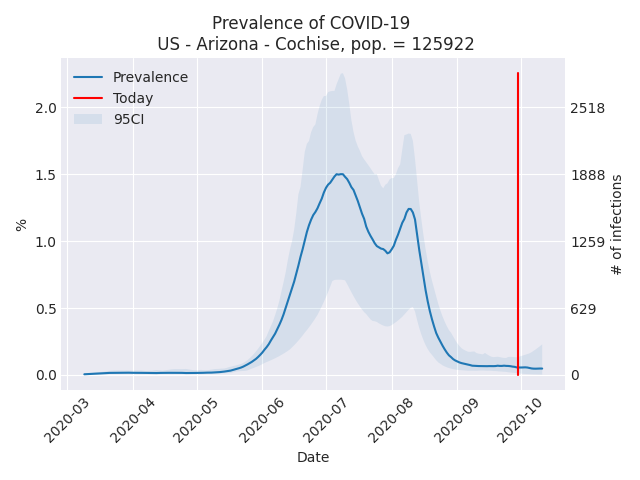 Prevalence of COVID-19
US - Arizona - Cochise, pop. = 125922
Prevalence
Today
95CI
2.0
1.5
1.0
0.5
0.0
%
2518
1888
1259
629
0
# of infections
2020-03
2020-04
2020-05
2020-06
2020-07
2020-08
2020-09
2020-10
Date